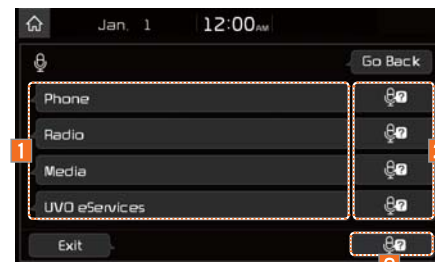 Jan. 1 12:00AM
Go Back
Phone
?
Radio
?
1
Media
?
UVO eServices
?
Exit
?